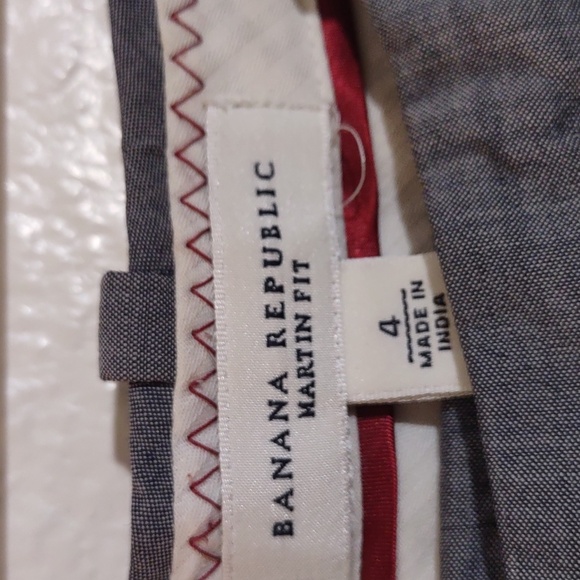 BANANA REPUBLIC
MARTIN FIT
4
MADE IN
INDIA